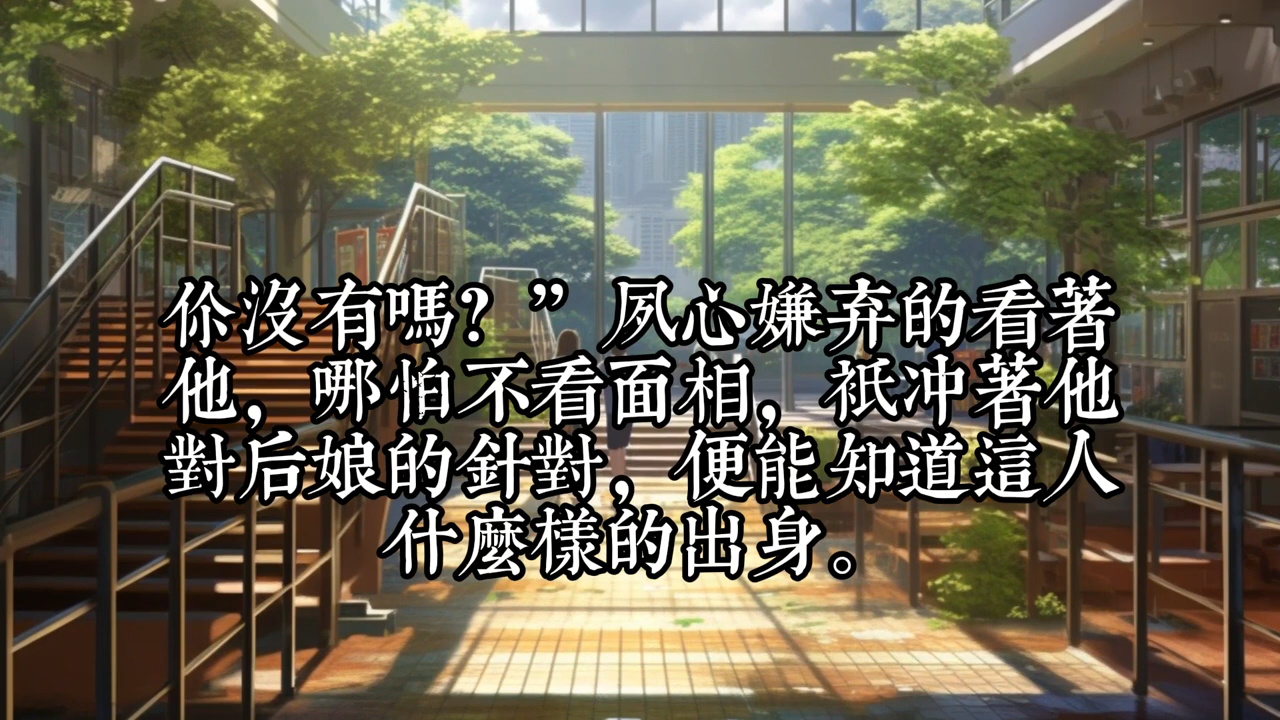 你沒有嗎？”夙心嫌弃的看著
他，哪怕不看面相，祇冲著他
對后娘的針對，便能知道這人
什麼樣的出身。